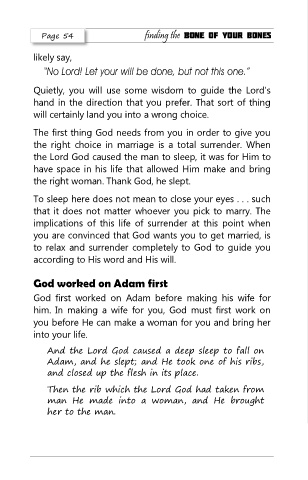 Page 54
finding the BONE OF YOUR BONES
likely say,
"No Lord! Let your will be done, but not this one."
Quietly, you will use some wisdom to guide the Lord's
hand in the direction that you prefer. That sort of thing
will certainly land you into a wrong choice.
The first thing God needs from you in order to give you
the right choice in marriage is a total surrender. When
the Lord God caused the man to sleep, it was for Him to
have space in his life that allowed Him make and bring
the right woman. Thank God, he slept.
To sleep here does not mean to close your eyes . . . such
that it does not matter whoever you pick to marry. The
implications of this life of surrender at this point when
you are convinced that God wants you to get married, is
to relax and surrender completely to God to guide you
according to His word and His will.
God worked on Adam first
God first worked on Adam before making his wife for
him. In making a wife for you, God must first work on
you before He can make a woman for you and bring her
into your life.
And the Lord God caused a deep sleep to fall on
Adam, and he slept; and He took one of his ribs,
and closed up the flesh in its place.
Then the rib which the Lord God had taken from
man He made into a woman, and He brought
her to the man.